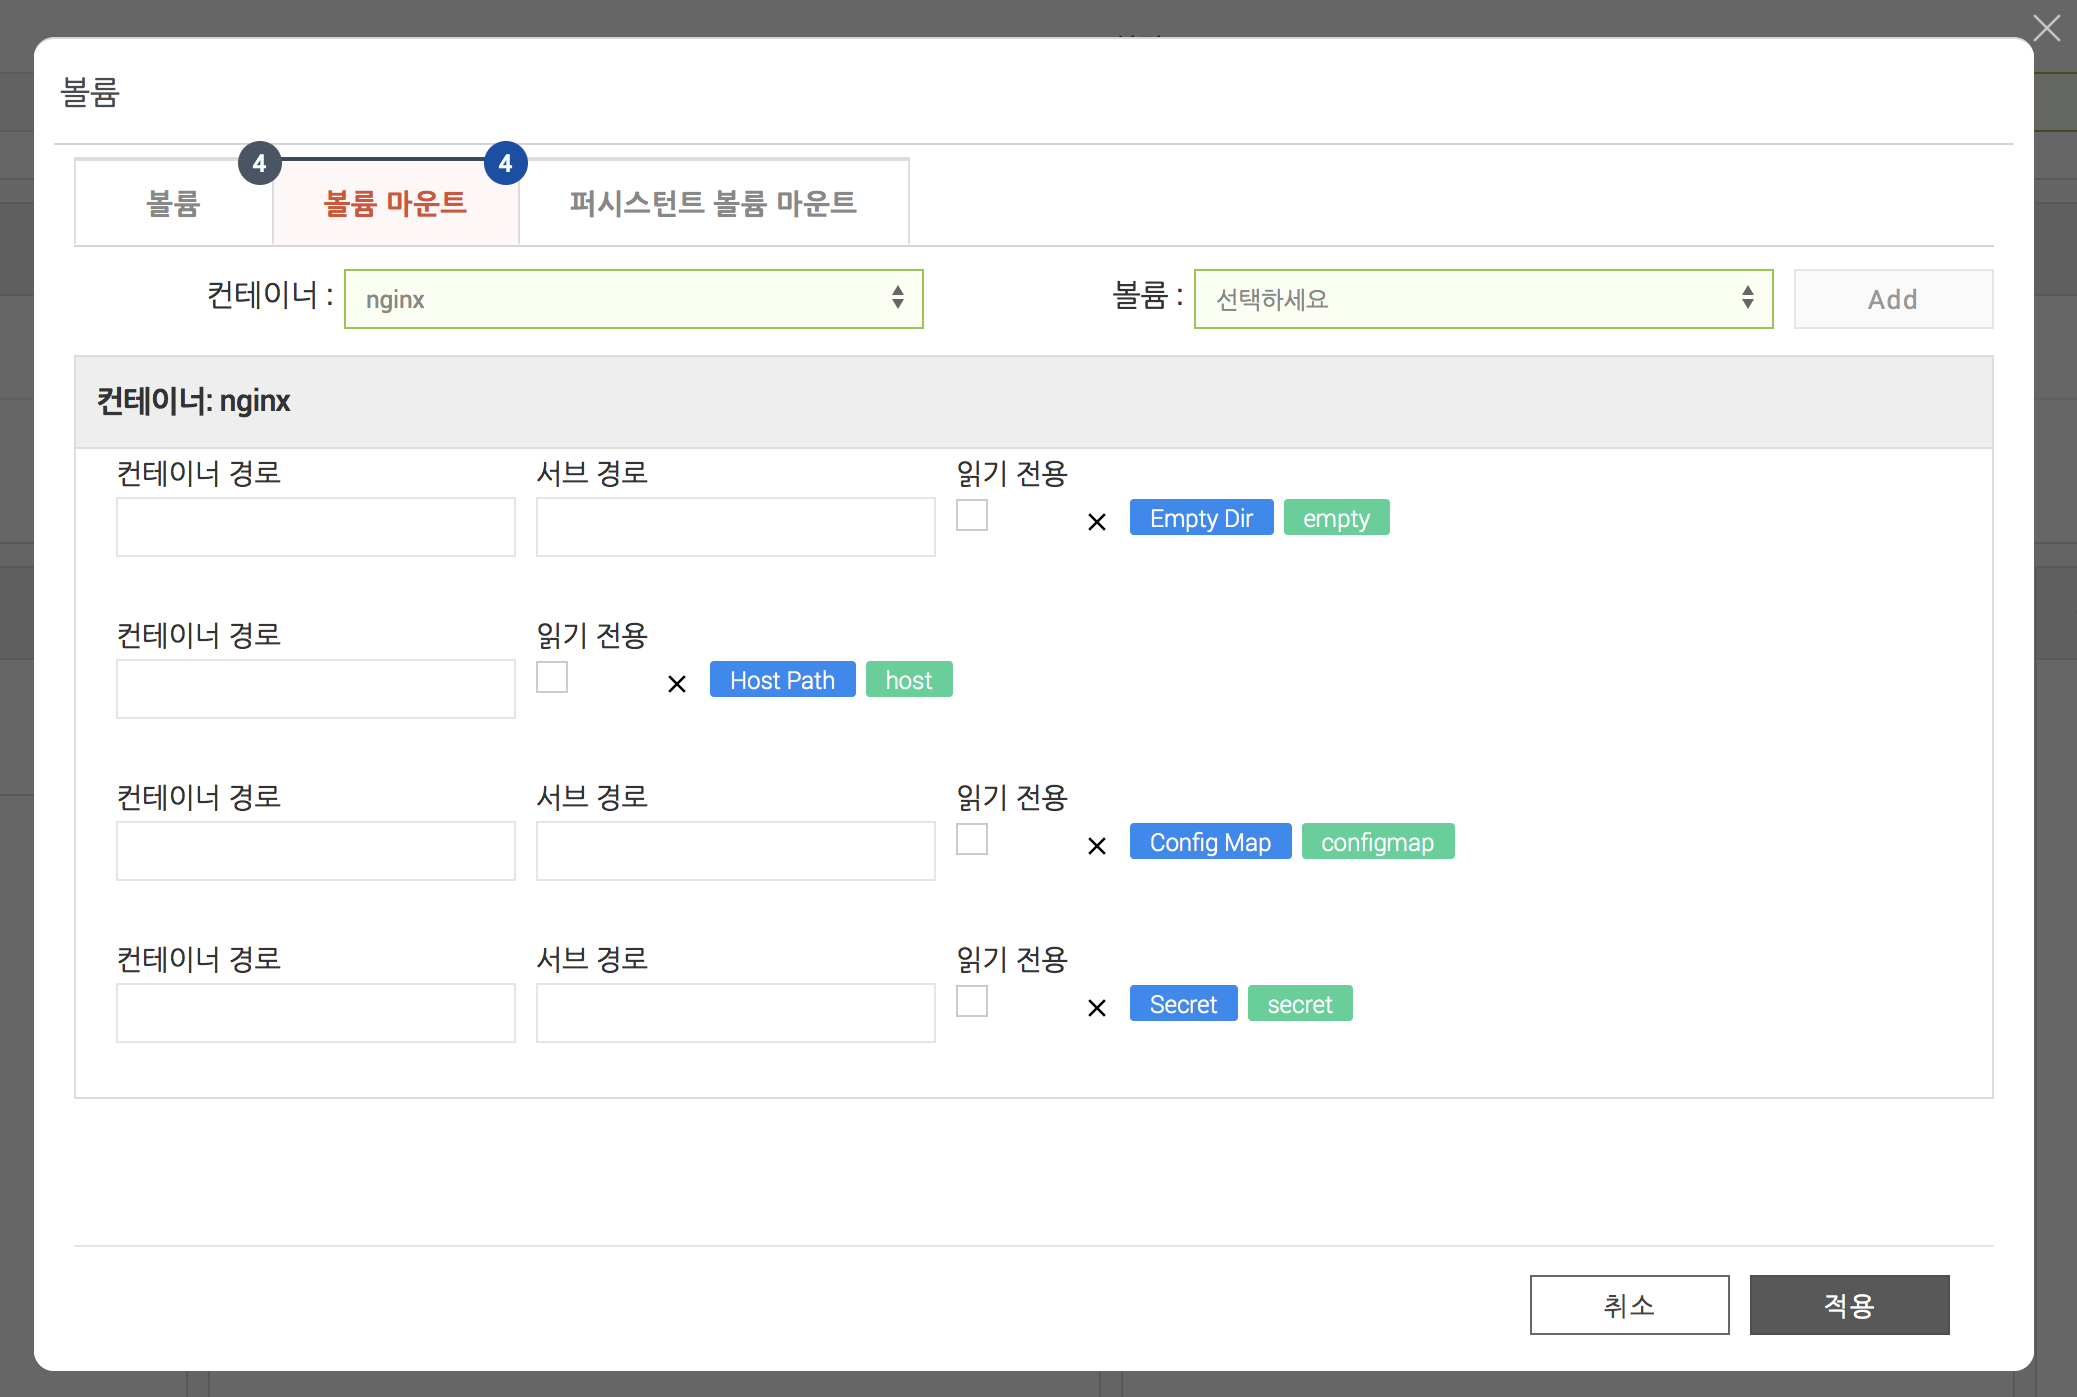 볼륨
4
4
볼륨
볼륨 마운트
퍼시스턴트 볼륨 마운트
컨테이너 : nginx
볼륨 : 선택하세요
Add
컨테이너: nginx
컨테이너 경로 서브 경로 읽기 전용
Empty Dir empty
컨테이너 경로 읽기 전용
Host Path host
컨테이너 경로 서브 경로 읽기 전용
Config Map configmap
컨테이너 경로 서브 경로 읽기 전용
Secret secret
취소
적용